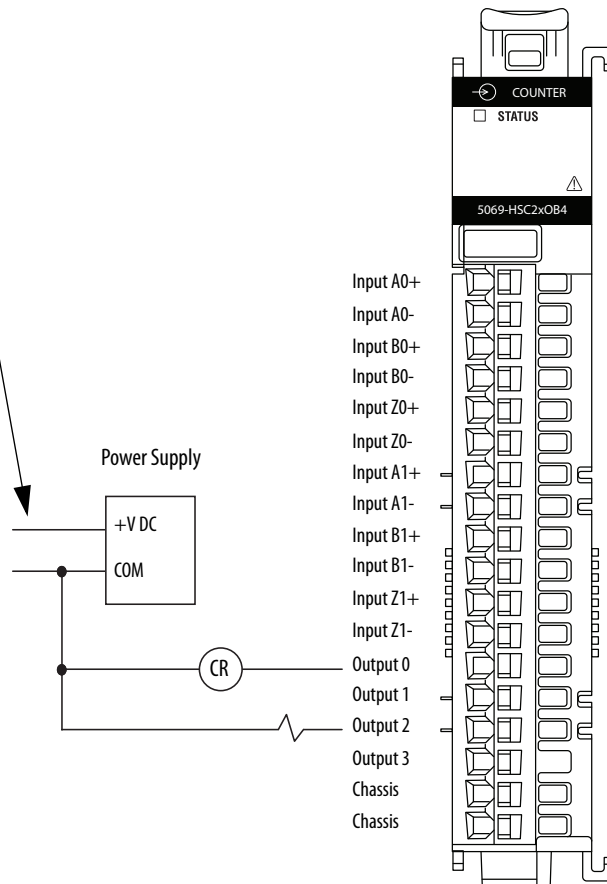 COUNTER
STATUS
5069-HSC2xOB4
Input A0+
Input A0-
Input B0+
Input B0-
Input Z0+
Input Z0-
Input A1+
Input A1-
Input B1+
Input B1-
Input Z1+
Input Z1-
Output 0
Output 1
Output 2
Output 3
Chassis
Chassis
Power Supply
+V DC
COM
CR